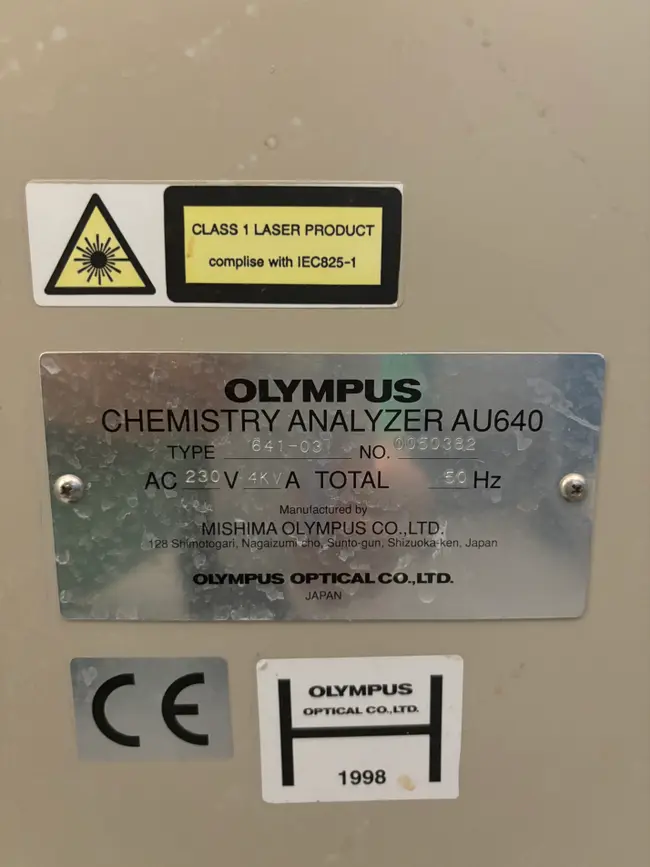 CLASS 1 LASER PRODUCT
complise with IEC825-1
OLYMPUS
CHEMISTRY ANALYZER AU640
TYPE 641-03 NO. 0050382
AC 230 V 4KV A TOTAL 50 Hz
Manufactured by
MISHIMA OLYMPUS CO.,LTD.
128 Shimotogari, Nagaizumi-cho, Sunto-gun, Shizuoka-ken, Japan
OLYMPUS OPTICAL CO.,LTD.
JAPAN
CE
OLYMPUS
OPTICAL CO.,LTD.
1998